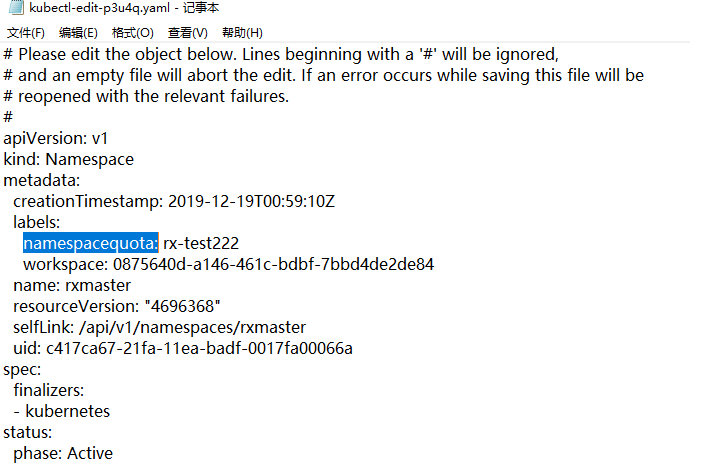 kubectl-edit-p3u4q.yaml - 记事本
文件(F) 编辑(E) 格式(O) 查看(V) 帮助(H)
# Please edit the object below. Lines beginning with a '#' will be ignored,
# and an empty file will abort the edit. If an error occurs while saving this file will be
# reopened with the relevant failures.
#
apiVersion: v1
kind: Namespace
metadata:
  creationTimestamp: 2019-12-19T00:59:10Z
  labels:
    namespacequota: rx-test222
    workspace: 0875640d-a146-461c-bdbf-7bbd4de2de84
  name: rxmaster
  resourceVersion: "4696368"
  selfLink: /api/v1/namespaces/rxmaster
  uid: c417ca67-21fa-11ea-badf-0017fa00066a
spec:
  finalizers:
  - kubernetes
status:
  phase: Active